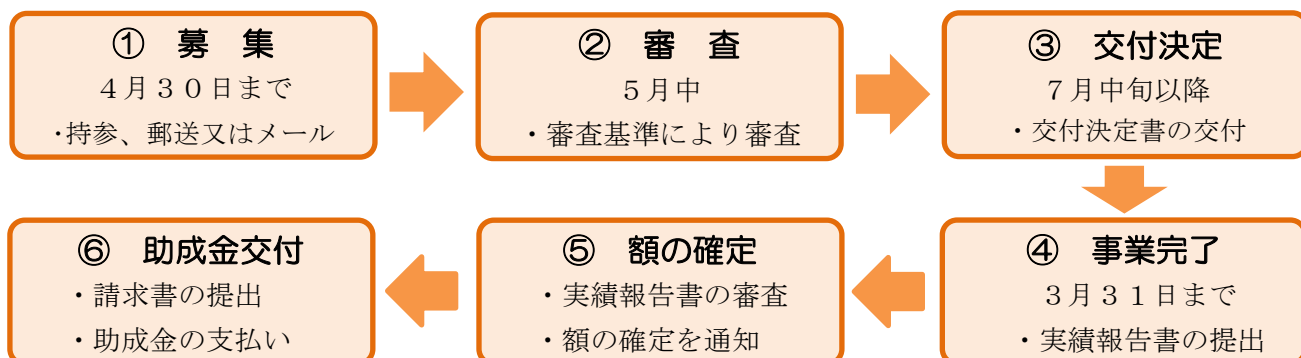 ① 募　集
４月３０日まで
・持参、郵送又はメール
② 審　査
５月中
・審査基準により審査
③ 交付決定
７月中旬以降
・交付決定書の交付
④ 事業完了
３月３１日まで
・実績報告書の提出
⑤ 額の確定
・実績報告書の審査
・額の確定を通知
⑥ 助成金交付
・請求書の提出
・助成金の支払い